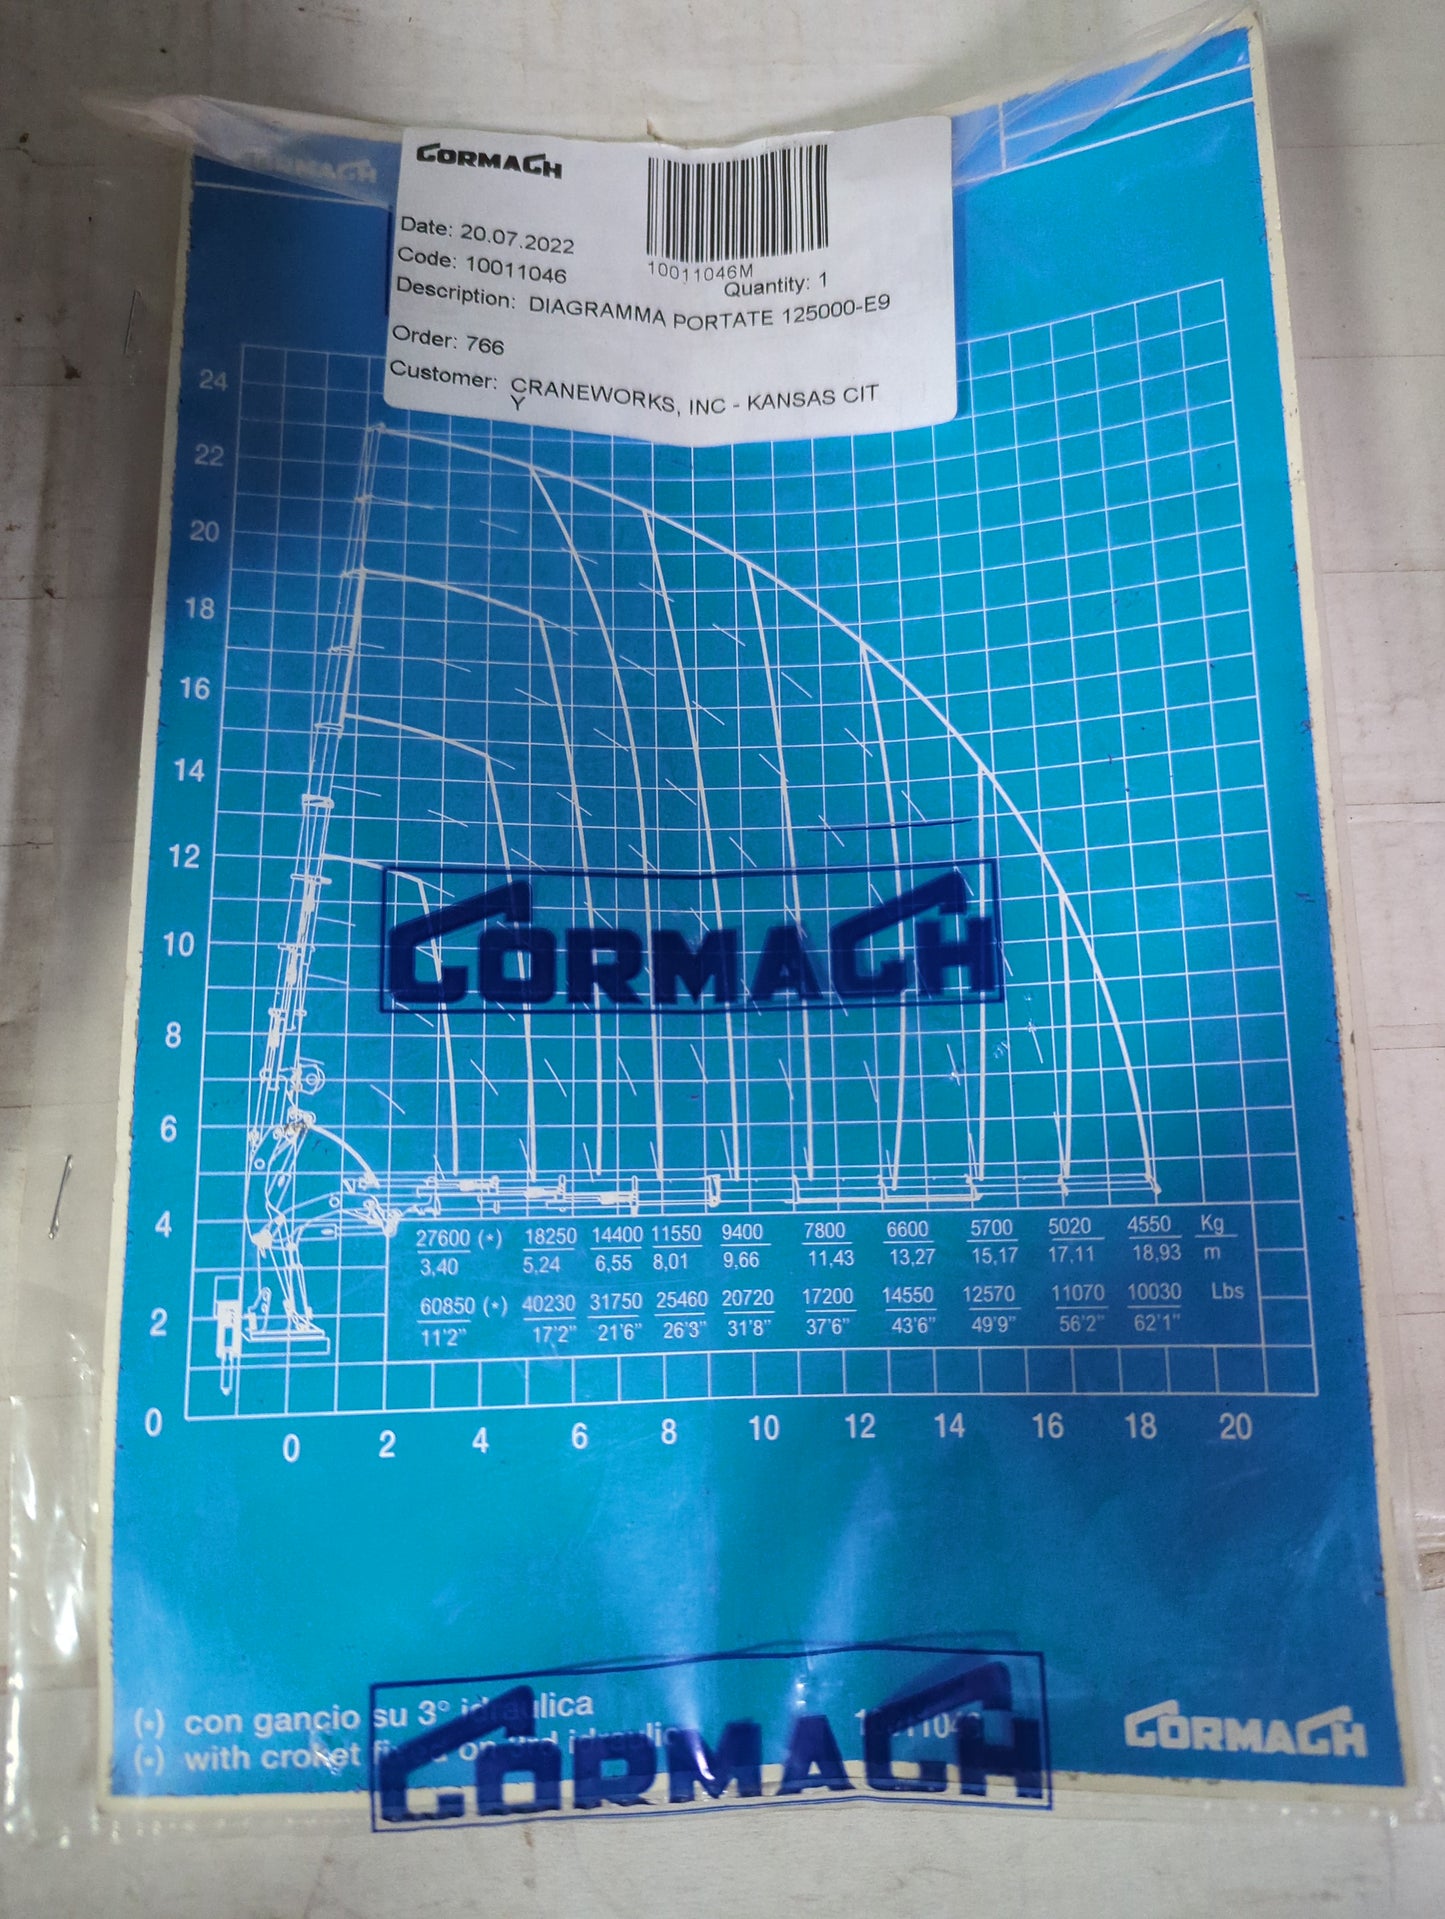 CORMACH
Date: 20.07.2022
Code: 10011046
10011046M
Quantity: 1
Description: DIAGRAMMA PORTATE 125000-E9
Order: 766
Customer: CRANEWORKS, INC - KANSAS CIT
Y
24
22
20
18
16
14
12
10
8
6
4
2
0
CORMACH
27600 (*) 18250 14400 11550 9400 7800 6600 5700 5020 4550 Kg
3,40 5,24 6,55 8,01 9,66 11,43 13,27 15,17 17,11 18,93 m
60850 (*) 40230 31750 25460 20720 17200 14550 12570 11070 10030 Lbs
11'2" 17'2" 21'6" 26'3" 31'8" 37'6" 43'6" 49'9" 56'2" 62'1"
0 2 4 6 8 10 12 14 16 18 20
(*) con gancio su 3° idraulica
(*) with croket on 3rd
CORMACH
CORMACH